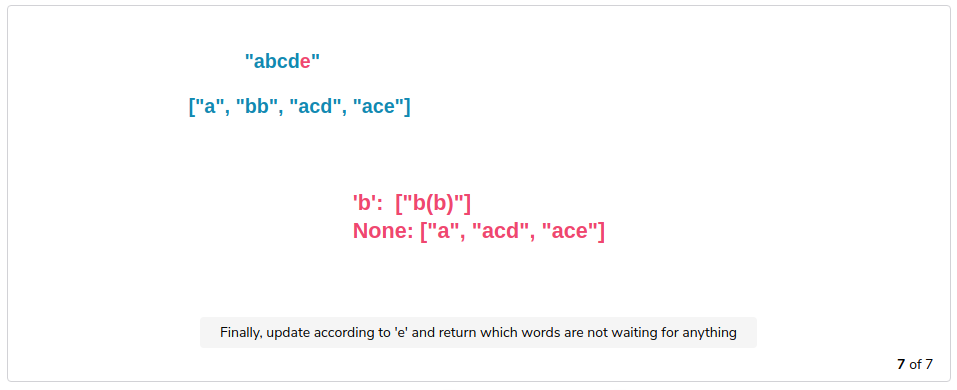 "abcde"
["a", "bb", "acd", "ace"]
'b':  ["b(b)"]
None: ["a", "acd", "ace"]
Finally, update according to 'e' and return which words are not waiting for anything
7 of 7